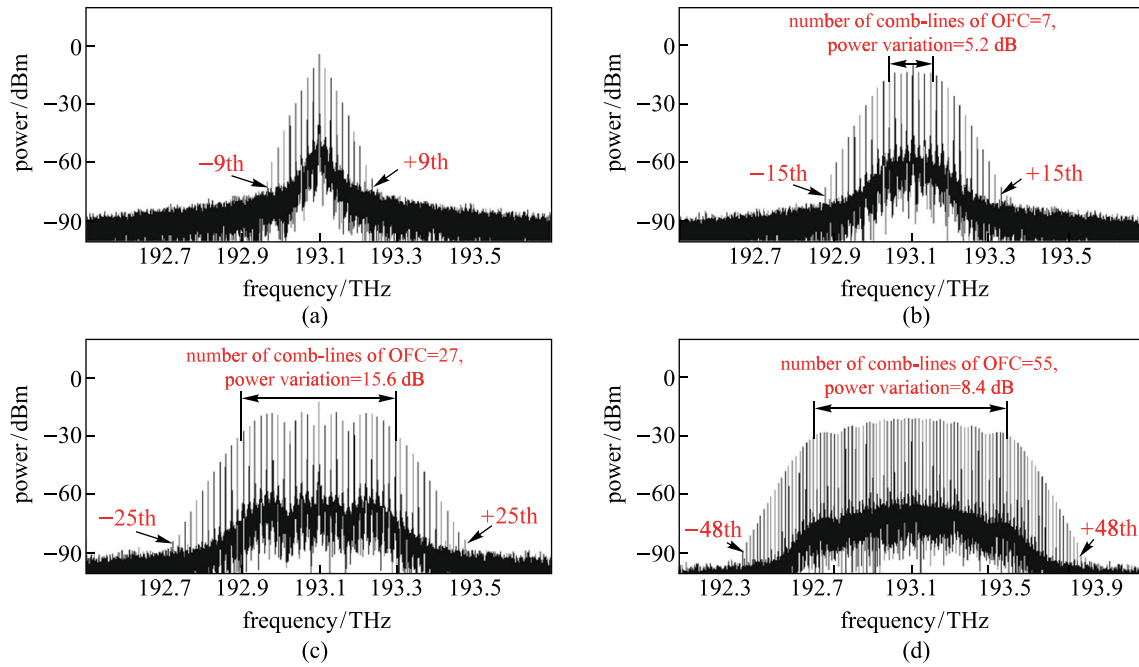 0
−30
−60
−90
power/dBm
−9th
+9th
192.7 192.9 193.1 193.3 193.5
frequency/THz
(a)
number of comb-lines of OFC=7,
power variation=5.2 dB
0
−30
−60
−90
power/dBm
−15th
+15th
192.7 192.9 193.1 193.3 193.5
frequency/THz
(b)
number of comb-lines of OFC=27,
power variation=15.6 dB
0
−30
−60
−90
power/dBm
−25th
+25th
192.7 192.9 193.1 193.3 193.5
frequency/THz
(c)
number of comb-lines of OFC=55,
power variation=8.4 dB
0
−30
−60
−90
power/dBm
−48th
+48th
192.3 192.7 193.1 193.5 193.9
frequency/THz
(d)